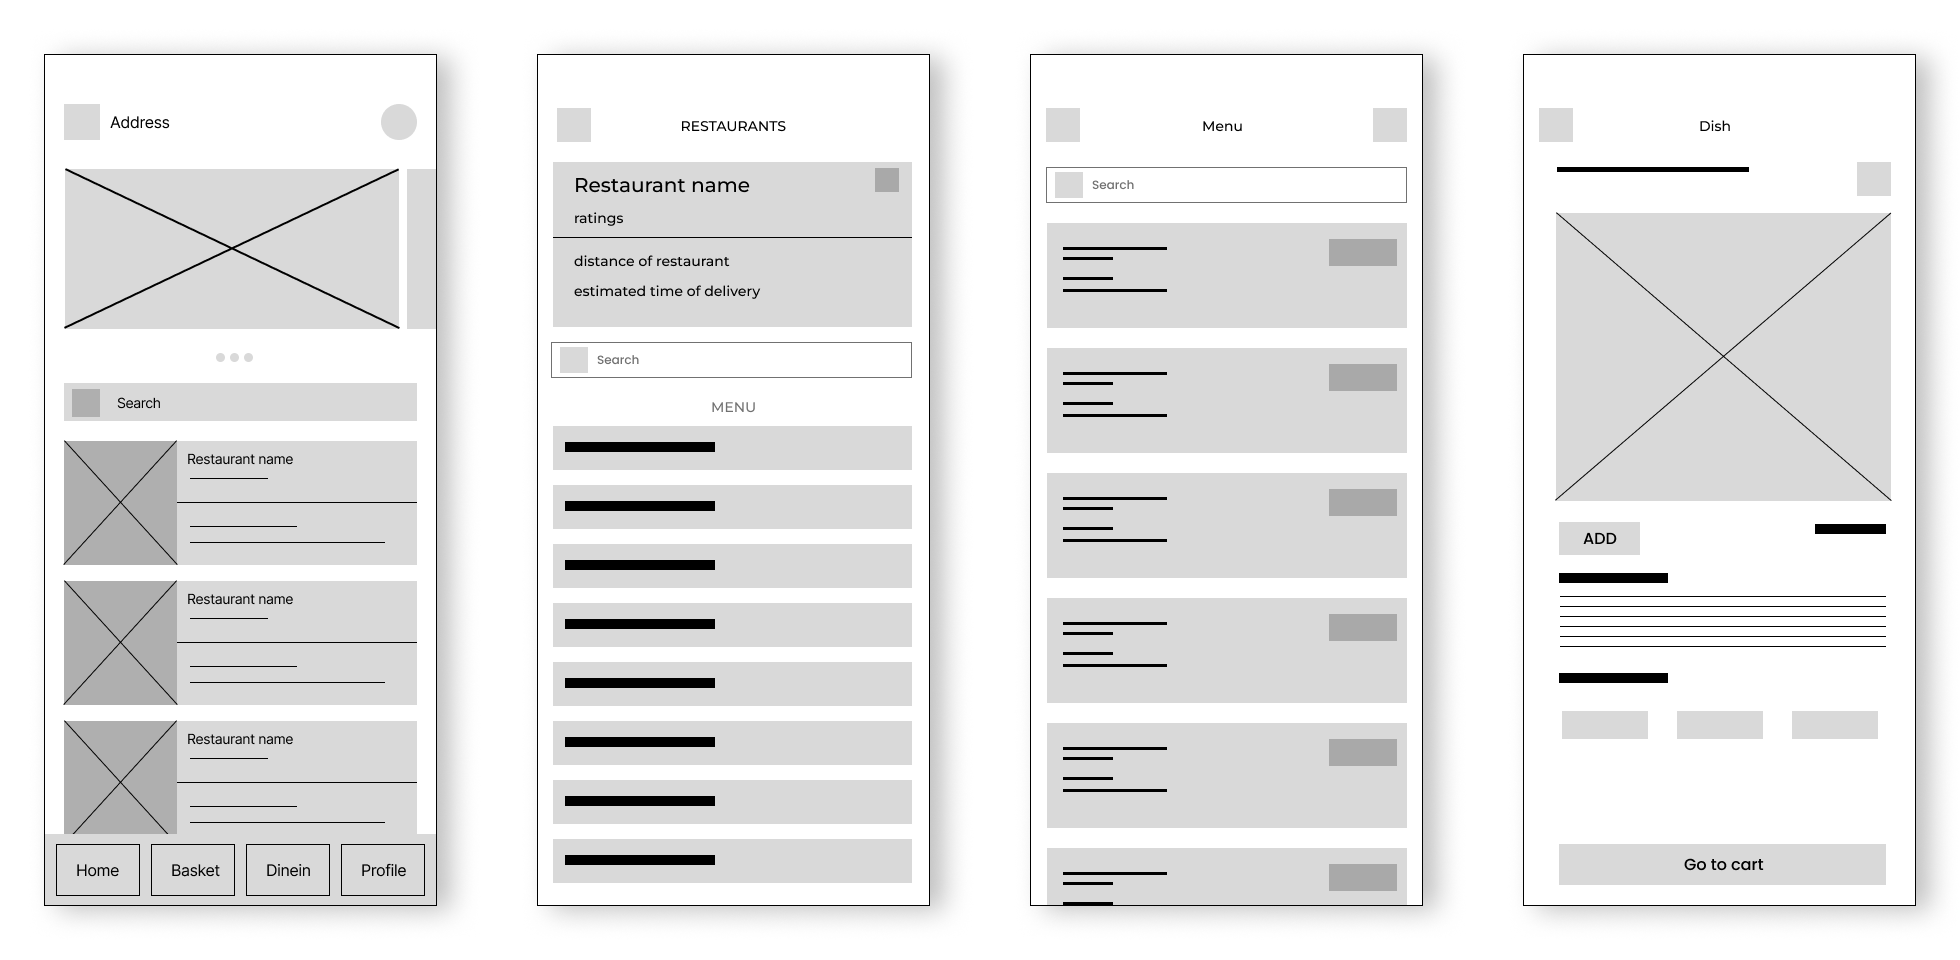 Address
Search
Restaurant name
Restaurant name
Restaurant name
Home
Basket
Dinein
Profile
RESTAURANTS
Restaurant name
ratings
distance of restaurant
estimated time of delivery
Search
MENU
Menu
Search
Dish
ADD
Go to cart